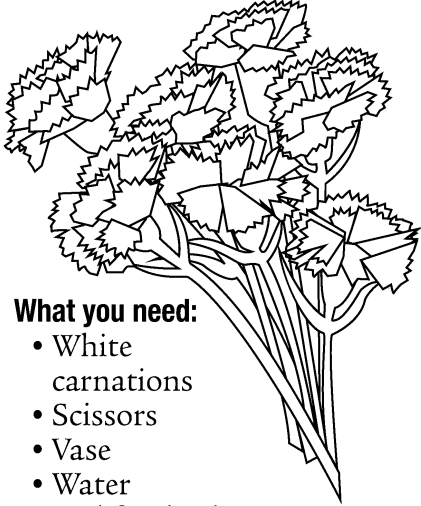 What you need:
• White
carnations
• Scissors
• Vase
• Water